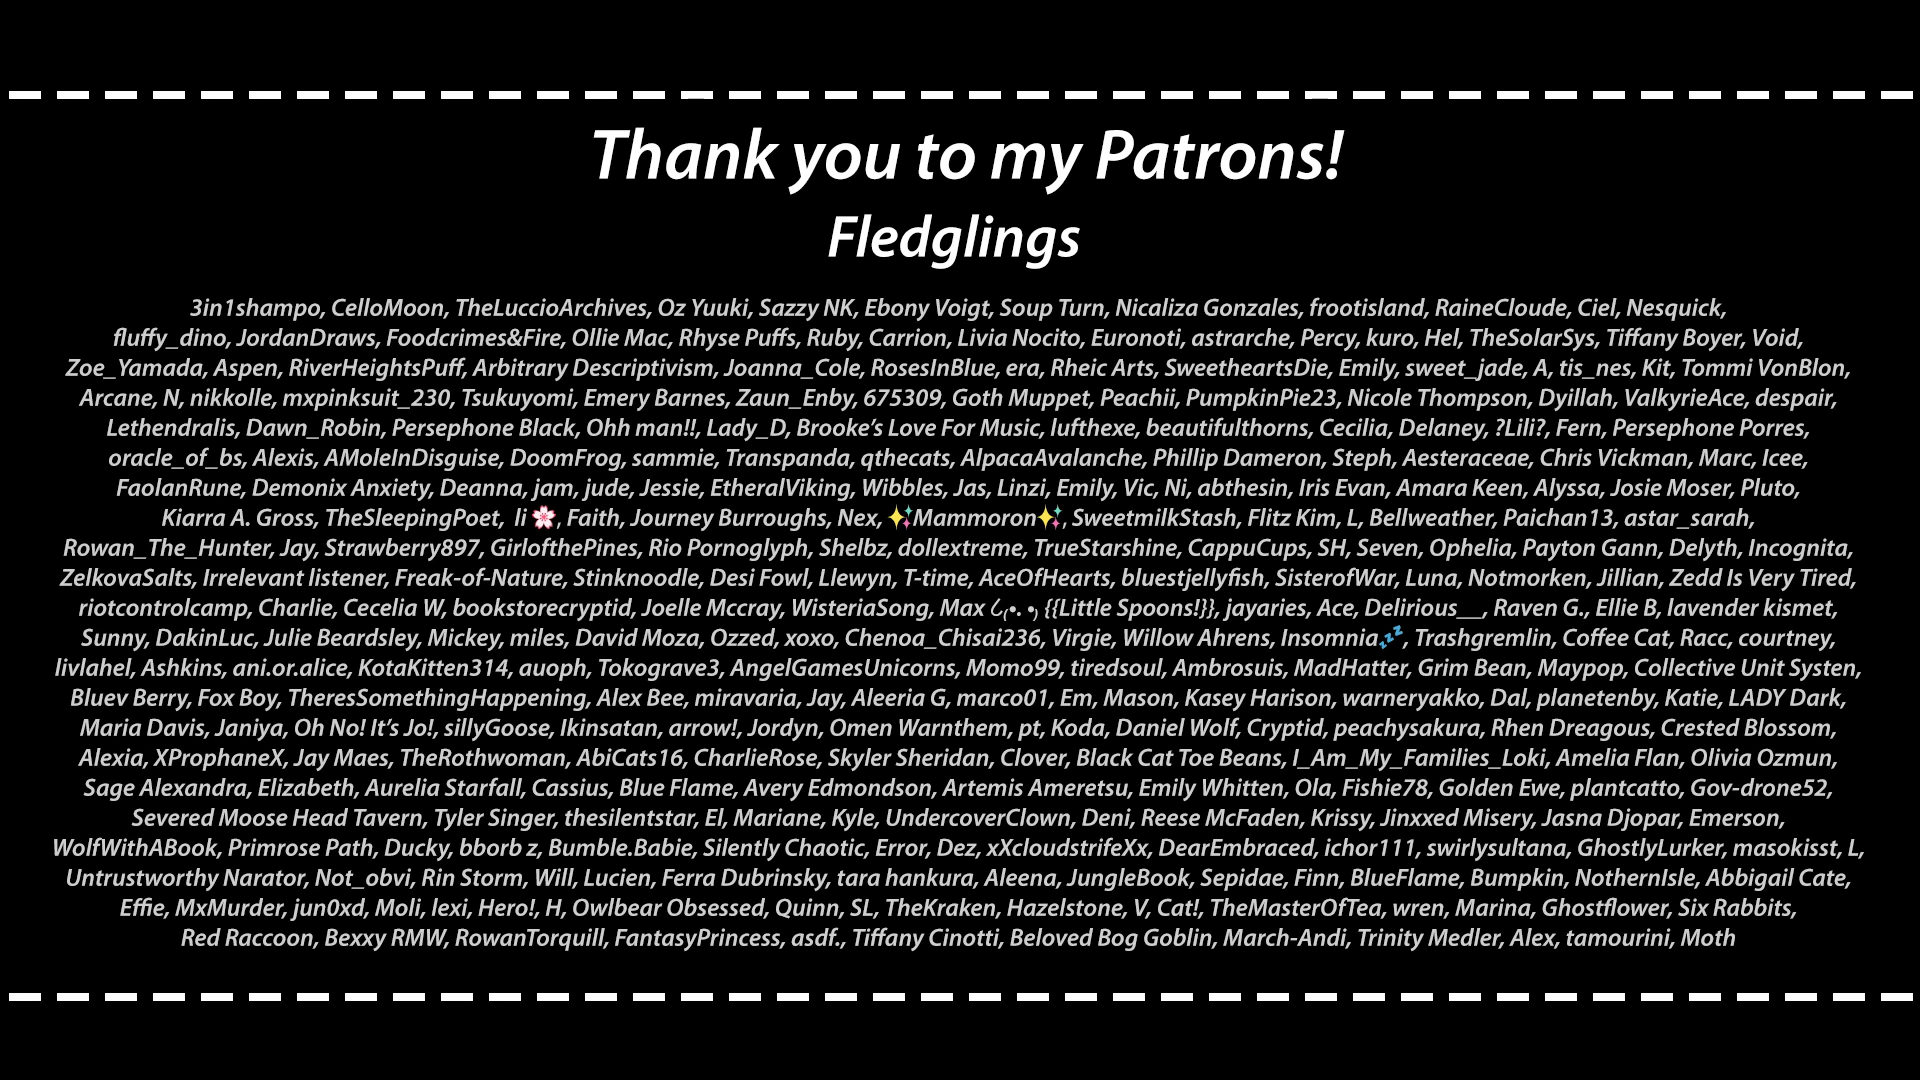 Thank you to my Patrons!
Fledglings
3in1shampo, CelloMoon, TheLuccioArchives, Oz Yuuki, Sazzy NK, Ebony Voigt, Soup Turn, Nicaliza Gonzales, frootisland, RaineCloude, Ciel, Nesquick,
fluffy_dino, JordanDraws, Foodcrimes&Fire, Ollie Mac, Rhyse Puffs, Ruby, Carrion, Livia Nocito, Euronoti, astrarche, Percy, kuro, Hel, TheSolarSys, Tiffany Boyer, Void,
Zoe_Yamada, Aspen, RiverHeightsPuff, Arbitrary Descriptivism, Joanna_Cole, RosesInBlue, era, Rheic Arts, SweetheartsDie, Emily, sweet_jade, A, tis_nes, Kit, Tommi VonBlon,
Arcane, N, nikkolle, mxpinksuit_230, Tsukuyomi, Emery Barnes, Zaun_Enby, 675309, Goth Muppet, Peachii, PumpkinPie23, Nicole Thompson, Dyillah, ValkyrieAce, despair,
Lethendralis, Dawn_Robin, Persephone Black, Ohh man!!, Lady_D, Brooke’s Love For Music, lufthexe, beautifulthorns, Cecilia, Delaney, ?Lili?, Fern, Persephone Porres,
oracle_of_bs, Alexis, AMoleInDisguise, DoomFrog, sammie, Transpanda, qthecats, AlpacaAvalanche, Phillip Dameron, Steph, Aesteraceae, Chris Vickman, Marc, Icee,
FaolanRune, Demonix Anxiety, Deanna, jam, jude, Jessie, EtheralViking, Wibbles, Jas, Linzi, Emily, Vic, Ni, abthesin, Iris Evan, Amara Keen, Alyssa, Josie Moser, Pluto,
Kiarra A. Gross, TheSleepingPoet, li🌸, Faith, Journey Burroughs, Nex, ✨Mammoron✨, SweetmilkStash, Flitz Kim, L, Bellweather, Paichan13, astar_sarah,
Rowan_The_Hunter, Jay, Strawberry897, GirlofthePines, Rio Pornoglyph, Shelbz, dollextreme, TrueStarshine, CappuCups, SH, Seven, Ophelia, Payton Gann, Delyth, Incognita,
ZelkovaSalts, Irrelevant listener, Freak-of-Nature, Stinknoodle, Desi Fowl, Llewyn, T-time, AceOfHearts, bluestjellyfish, SisterofWar, Luna, Notmorken, Jillian, Zedd Is Very Tired,
riotcontrolcamp, Charlie, Cecelia W, bookstorecryptid, Joelle Mccray, WisteriaSong, Max ૮₍•. •₎ {{Little Spoons!}}, jayaries, Ace, Delirious__, Raven G., Ellie B, lavender kismet,
Sunny, DakinLuc, Julie Beardsley, Mickey, miles, David Moza, Ozzed, xoxo, Chenoa_Chisai236, Virgie, Willow Ahrens, Insomnia💤, Trashgremlin, Coffee Cat, Racc, courtney,
livlahel, Ashkins, ani.or.alice, KotaKitten314, auoph, Tokograve3, AngelGamesUnicorns, Momo99, tiredsoul, Ambrosuis, MadHatter, Grim Bean, Maypop, Collective Unit Systen,
Bluev Berry, Fox Boy, TheresSomethingHappening, Alex Bee, miravaria, Jay, Aleeria G, marco01, Em, Mason, Kasey Harison, warneryakko, Dal, planetenby, Katie, LADY Dark,
Maria Davis, Janiya, Oh No! It’s Jo!, sillyGoose, Ikinsatan, arrow!, Jordyn, Omen Warnthem, pt, Koda, Daniel Wolf, Cryptid, peachysakura, Rhen Dreagous, Crested Blossom,
Alexia, XProphaneX, Jay Maes, TheRothwoman, AbiCats16, CharlieRose, Skyler Sheridan, Clover, Black Cat Toe Beans, I_Am_My_Families_Loki, Amelia Flan, Olivia Ozmun,
Sage Alexandra, Elizabeth, Aurelia Starfall, Cassius, Blue Flame, Avery Edmondson, Artemis Ameretsu, Emily Whitten, Ola, Fishie78, Golden Ewe, plantcatto, Gov-drone52,
Severed Moose Head Tavern, Tyler Singer, thesilentstar, El, Mariane, Kyle, UndercoverClown, Deni, Reese McFaden, Krissy, Jinxxed Misery, Jasna Djopar, Emerson,
WolfWithABook, Primrose Path, Ducky, bborb z, Bumble.Babie, Silently Chaotic, Error, Dez, xXcloudstrifeXx, DearEmbraced, ichor111, swirlysultana, GhostlyLurker, masokisst, L,
Untrustworthy Narator, Not_obvi, Rin Storm, Will, Lucien, Ferra Dubrinsky, tara hankura, Aleena, JungleBook, Sepidae, Finn, BlueFlame, Bumpkin, NothernIsle, Abbigail Cate,
Effie, MxMurder, jun0xd, Moli, lexi, Hero!, H, Owlbear Obsessed, Quinn, SL, TheKraken, Hazelstone, V, Cat!, TheMasterOfTea, wren, Marina, Ghostflower, Six Rabbits,
Red Raccoon, Bexxy RMW, RowanTorquill, FantasyPrincess, asdf., Tiffany Cinotti, Beloved Bog Goblin, March-Andi, Trinity Medler, Alex, tamourini, Moth